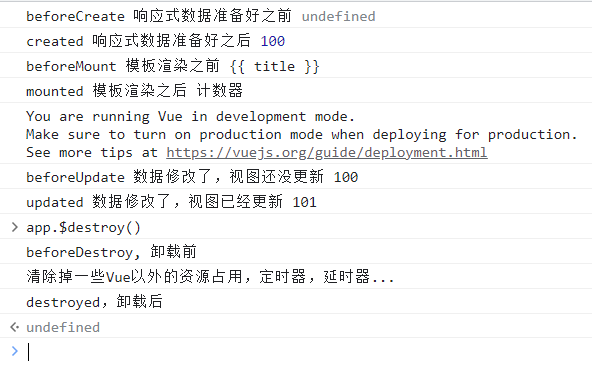 beforeCreate 响应式数据准备好之前 undefined
created 响应式数据准备好之后 100
beforeMount 模板渲染之前 {{ title }}
mounted 模板渲染之后 计数器
You are running Vue in development mode.
Make sure to turn on production mode when deploying for production.
See more tips at https://vuejs.org/guide/deployment.html
beforeUpdate 数据修改了，视图还没更新 100
updated 数据修改了，视图已经更新 101
app.$destroy()
beforeDestroy, 卸载前
清除掉一些Vue以外的资源占用，定时器，延时器...
destroyed，卸载后
undefined